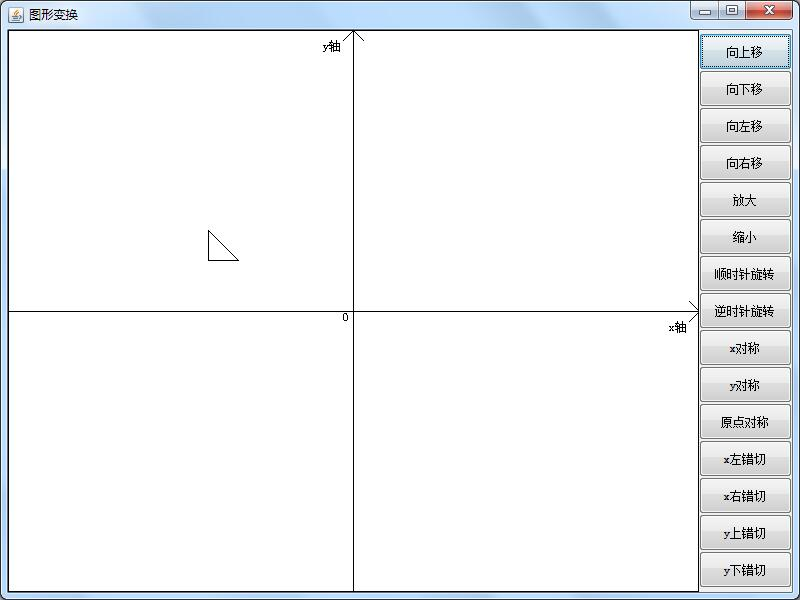 图形变换
y轴
0
x轴
向上移
向下移
向左移
向右移
放大
缩小
顺时针旋转
逆时针旋转
x对称
y对称
原点对称
x左错切
x右错切
y上错切
y下错切